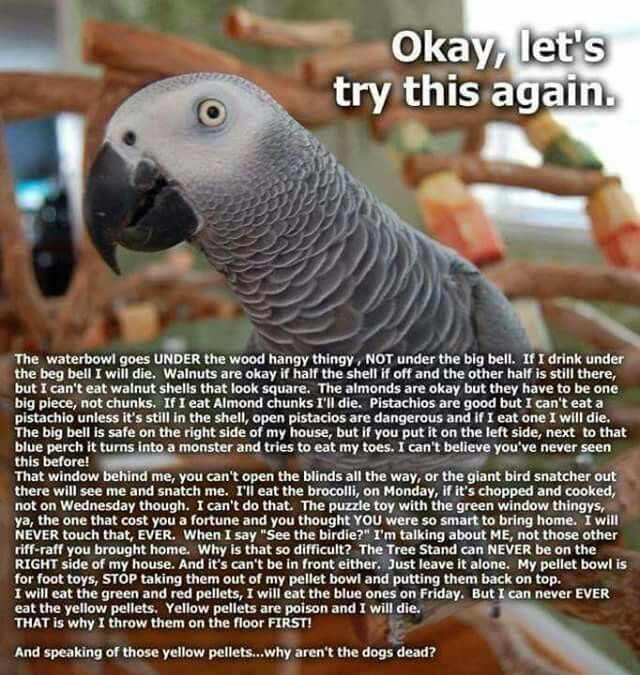 Okay, let's
try this again.
The waterbowl goes UNDER the wood hangy thingy , NOT under the big bell. If I drink under
the beg bell I will die. Walnuts are okay if half the shell if off and the other half is still there,
but I can't eat walnut shells that look square. The almonds are okay but they have to be one
big piece, not chunks. If I eat Almond chunks I'll die. Pistachios are good but I can't eat a
pistachio unless it's still in the shell, open pistacios are dangerous and if I eat one I will die.
The big bell is safe on the right side of my house, but if you put it on the left side, next to that
blue perch it turns into a monster and tries to eat my toes. I can't believe you've never seen
this before!
That window behind me, you can't open the blinds all the way, or the giant bird snatcher out
there will see me and snatch me. I'll eat the brocolli, on Monday, if it's chopped and cooked,
not on Wednesday though. I can't do that. The puzzle toy with the green window thingys,
ya, the one that cost you a fortune and you thought YOU were so smart to bring home. I will
NEVER touch that, EVER. When I say "See the birdie?" I'm talking about ME, not those other
riff-raff you brought home. Why is that so difficult? The Tree Stand can NEVER be on the
RIGHT side of my house. And it's can't be in front either. Just leave it alone. My pellet bowl is
for foot toys, STOP taking them out of my pellet bowl and putting them back on top.
I will eat the green and red pellets, I will eat the blue ones on Friday. But I can never EVER
eat the yellow pellets. Yellow pellets are poison and I will die.
THAT is why I throw them on the floor FIRST!
And speaking of those yellow pellets...why aren't the dogs dead?